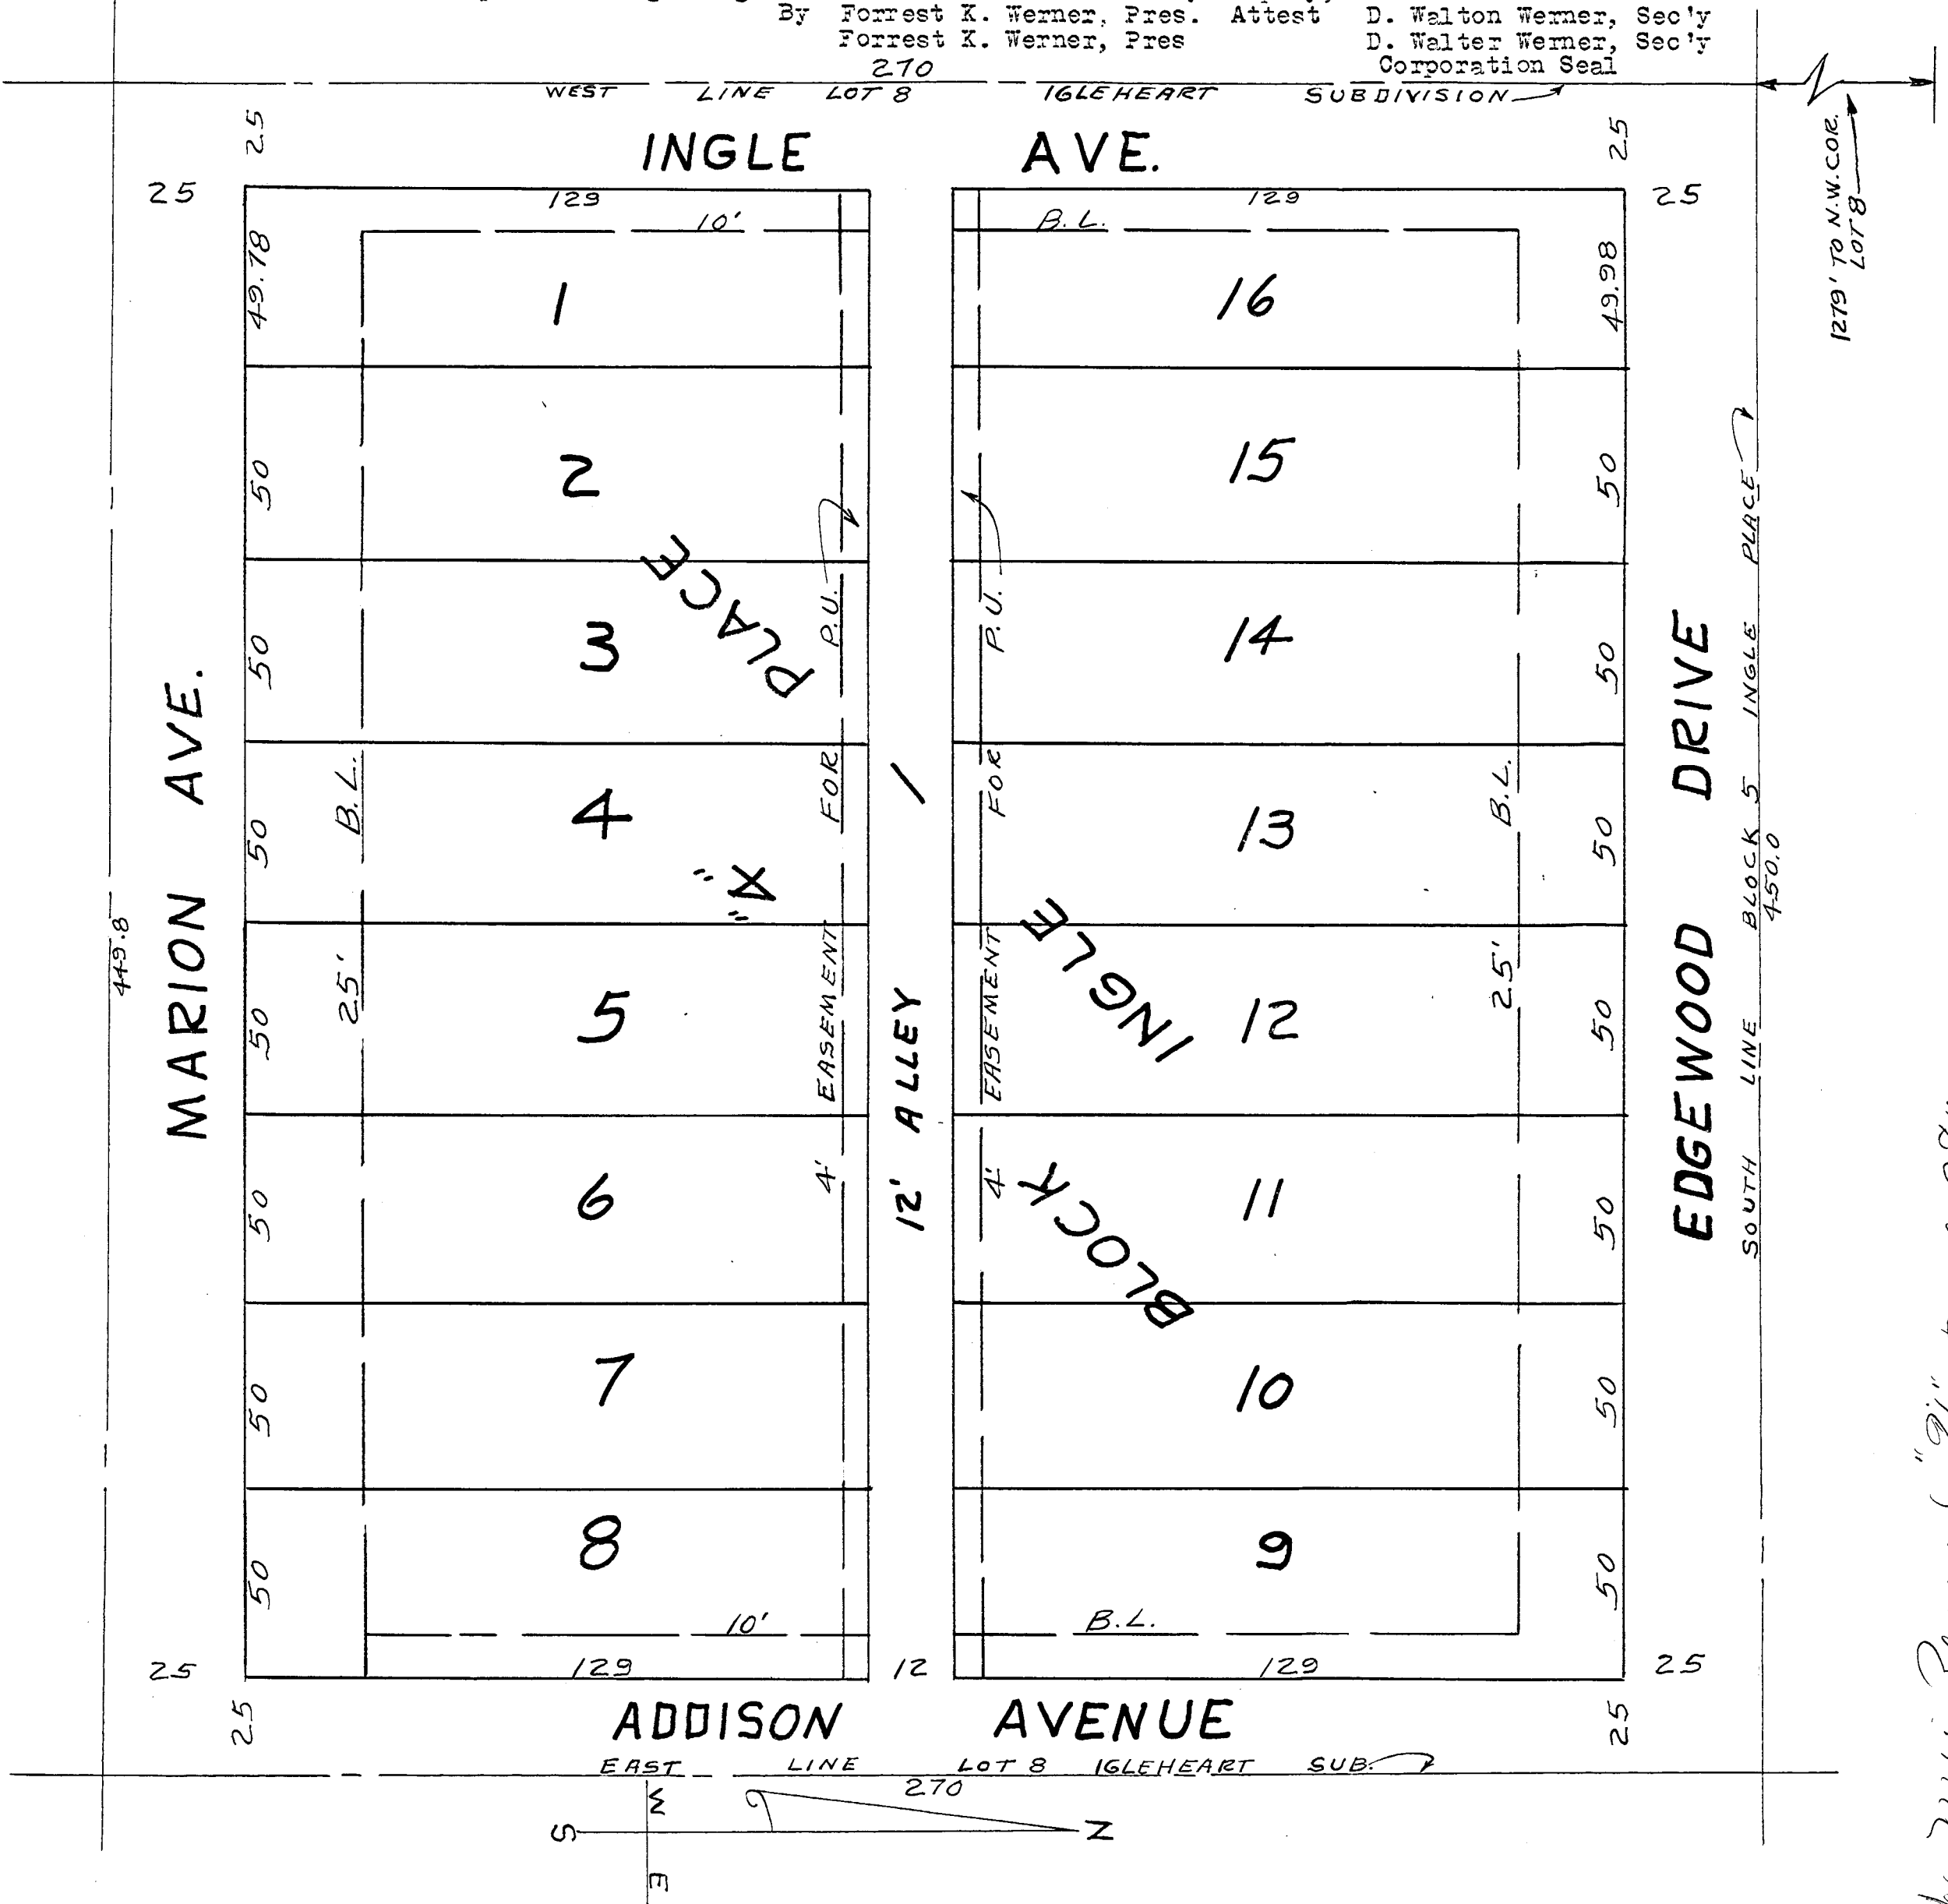 By Forrest K. Werner, Pres. Attest D. Walton Werner, Sec'y
Forrest K. Werner, Pres D. Walter Werner, Sec'y
Corporation Seal
270
WEST LINE LOT 8 IGLEHEART SUBDIVISION
1279' TO N.W. COR.
LOT 8
25 25
INGLE AVE.
25 129 129 25
10' B.L.
49.78 1 16 49.98
50 2 15 50
50 3 14 50
50 4 13 50
50 5 12 50
50 6 11 50
50 7 10 50
50 8 9 50
25' B.L.
4' EASEMENT FOR P.U.
12' ALLEY
4' EASEMENT FOR P.U.
25' B.L.
BLOCK 1
INGLE PLACE
"A"
MARION AVE.
449.8
EDGEWOOD DRIVE
SOUTH LINE BLOCK 5 INGLE PLACE
450.0
10' B.L.
25 129 12 129 25
25 25
ADDISON AVENUE
EAST LINE LOT 8 IGLEHEART SUB.
270
W
S N
E